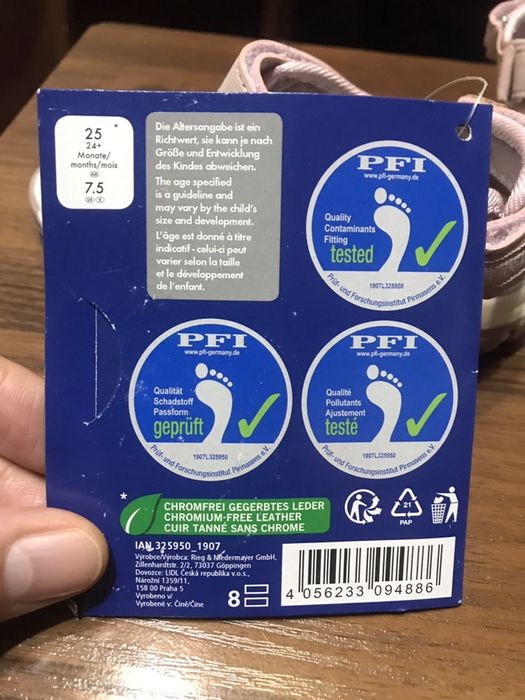 25 *
24+
Monate/
months/mois
7.5
Die Altersangabe ist ein
Richtwert, sie kann je nach
Größe und Entwicklung
des Kindes abweichen.
The age specified
is a guideline and
may vary by the child's
size and development.
L'âge est donné à titre
indicatif - celui-ci peut
varier selon la taille
et le développement
de l'enfant.
PFI
www.pfi-germany.de
Quality
Contaminants
Fitting
tested
1907L325950
Prüf- und Forschungsinstitut Pirmasens e.V.
PFI
www.pfi-germany.de
Qualität
Schadstoff
Passform
geprüft
1907L325950
Prüf- und Forschungsinstitut Pirmasens e.V.
PFI
www.pfi-germany.de
Qualité
Pollutants
Ajustement
testé
1907L325950
Prüf- und Forschungsinstitut Pirmasens e.V.
*
CHROMFREI GEGERBTES LEDER
CHROMIUM-FREE LEATHER
CUIR TANNÉ SANS CHROME
21
PAP
IAN 325950_1907
Výrobce/Výrobca: Rieg & Niedermayer GmbH,
Zillenhardtstr. 2/2, 73037 Göppingen
Dovozce: LIDL Česká republika v.o.s.,
Nárožní 1359/11,
158 00 Praha 5
Vyrobeno v/
Vyrobené v: Číně/Číne
8
4 056233 094886